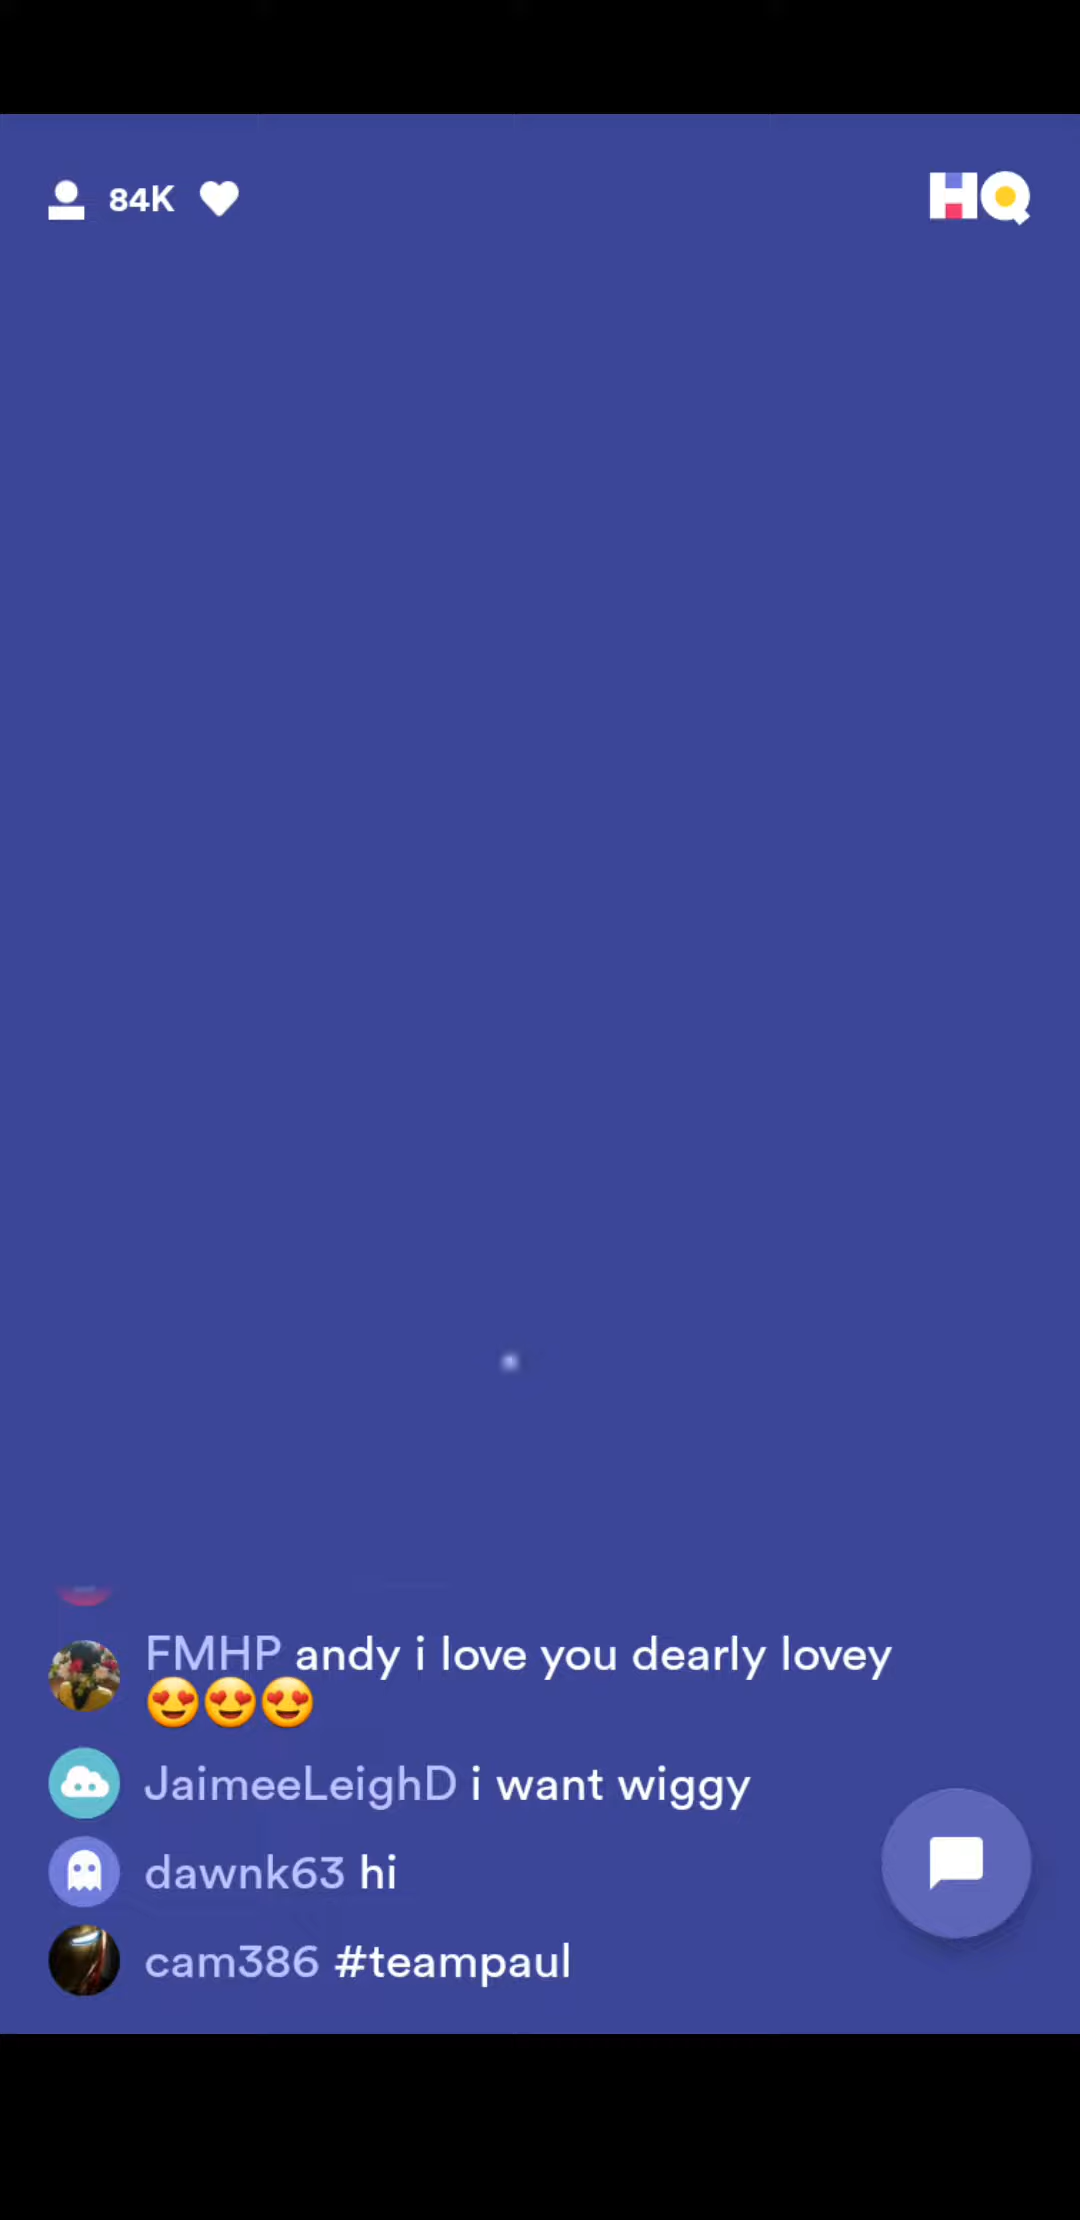 84K
HQ
FMHP andy i love you dearly lovey
😍😍😍
JaimeeLeighD i want wiggy
dawnk63 hi
cam386 #teampaul